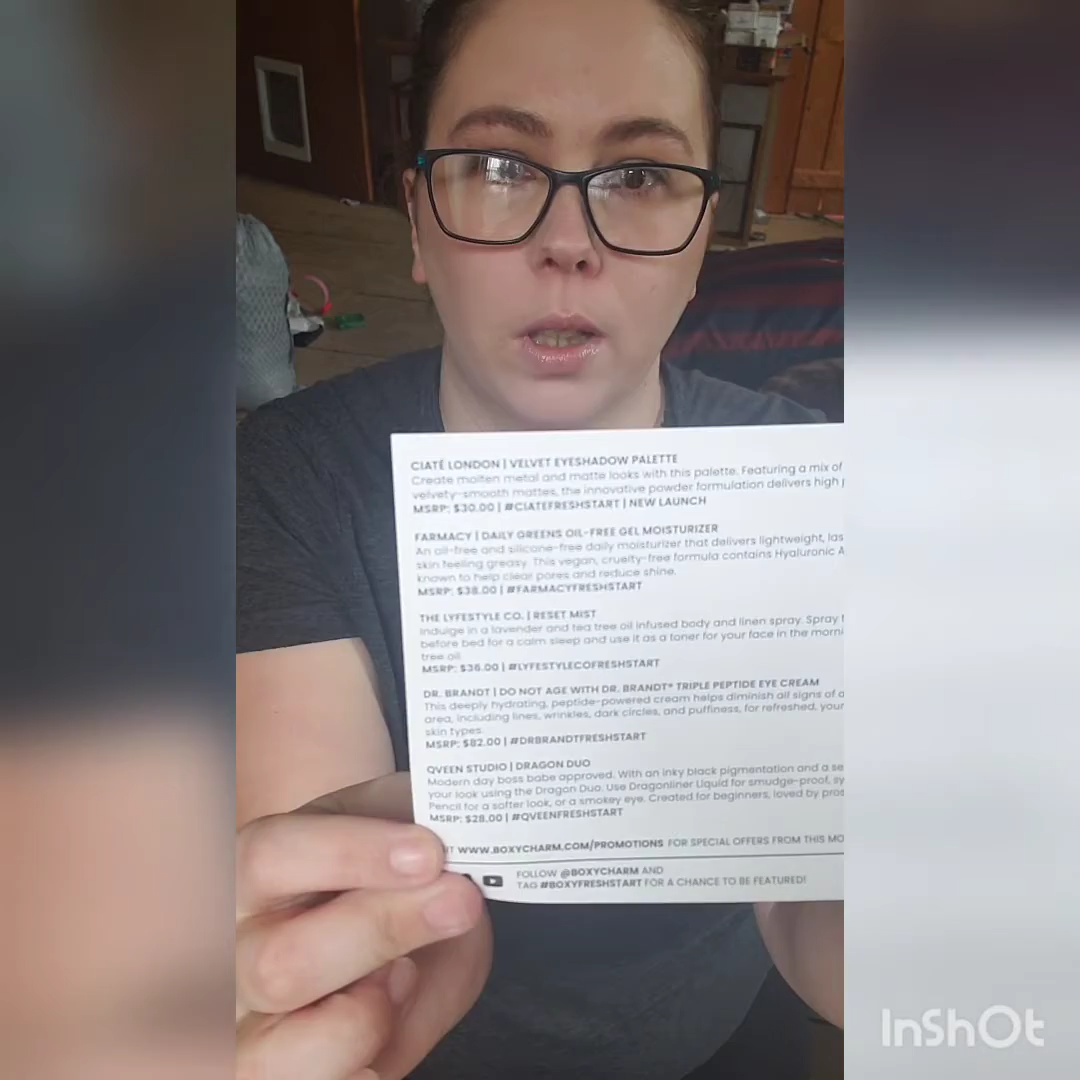 CIATÉ LONDON | VELVET EYESHADOW PALETTE
Create molten metal and matte looks with this palette. Featuring a mix of
velvety-smooth mattes, the innovative powder formulation delivers high
MSRP: $30.00 | #CIATEFRESHSTART | NEW LAUNCH
FARMACY | DAILY GREENS OIL-FREE GEL MOISTURIZER
An oil-free and silicone-free daily moisturizer that delivers lightweight, las
skin feeling greasy. This vegan, cruelty-free formula contains Hyaluronic A
known to help clear pores and reduce shine.
MSRP: $38.00 | #FARMACYFRESHSTART
THE LYFESTYLE CO. | RESET MIST
Indulge in a lavender and tea tree oil infused body and linen spray. Spray
before bed for a calm sleep and use it as a toner for your face in the morni
tree oil.
MSRP: $36.00 | #LYFESTYLECOFRESHSTART
DR. BRANDT | DO NOT AGE WITH DR. BRANDT® TRIPLE PEPTIDE EYE CREAM
This deeply hydrating, peptide-powered cream helps diminish all signs of a
area, including lines, wrinkles, dark circles, and puffiness, for refreshed, your
skin types.
MSRP: $82.00 | #DRBRANDTFRESHSTART
QVEEN STUDIO | DRAGON DUO
Modern day boss babe approved. With an inky black pigmentation and a se
your look using the Dragon Duo. Use Dragonliner Liquid for smudge-proof, sy
Pencil for a softer look, or a smokey eye. Created for beginners, loved by pros
MSRP: $28.00 | #QVEENFRESHSTART
IT WWW.BOXYCHARM.COM/PROMOTIONS FOR SPECIAL OFFERS FROM THIS MO
FOLLOW @BOXYCHARM AND
TAG #BOXYFRESHSTART FOR A CHANCE TO BE FEATURED!
InShOt